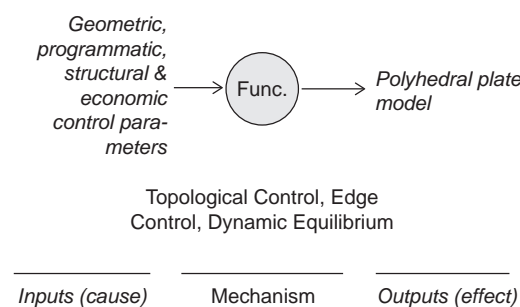 Geometric,
programmatic,
structural &
economic
control para-
meters
Func.
Polyhedral plate
model
Topological Control, Edge
Control, Dynamic Equilibrium
Inputs (cause)
Mechanism
Outputs (effect)